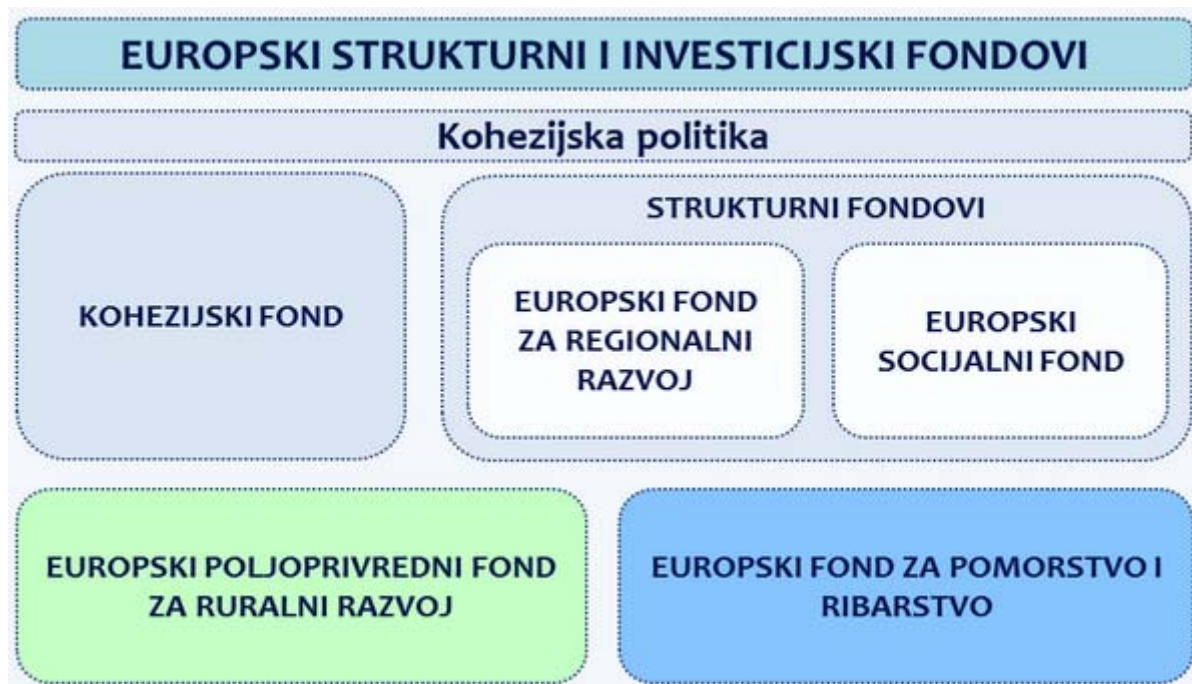 EUROPSKI STRUKTURNI I INVESTICIJSKI FONDOVI
Kohezijska politika
KOHEZIJSKI FOND
STRUKTURNI FONDOVI
EUROPSKI FOND
ZA REGIONALNI
RAZVOJ
EUROPSKI
SOCIJALNI FOND
EUROPSKI POLJOPRIVREDNI FOND
ZA RURALNI RAZVOJ
EUROPSKI FOND ZA POMORSTVO I
RIBARSTVO